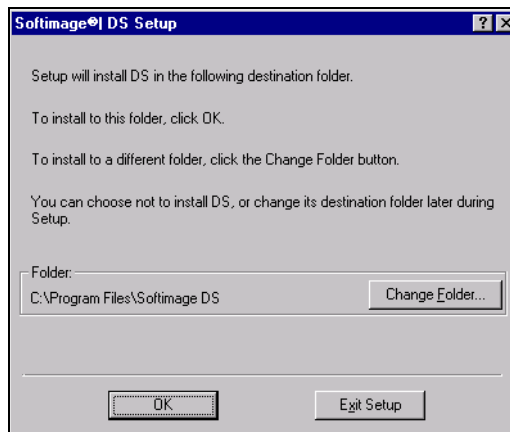 Softimage®| DS Setup
Setup will install DS in the following destination folder.
To install to this folder, click OK.
To install to a different folder, click the Change Folder button.
You can choose not to install DS, or change its destination folder later during
Setup.
Folder:
C:\Program Files\Softimage DS
Change Folder...
OK
Exit Setup